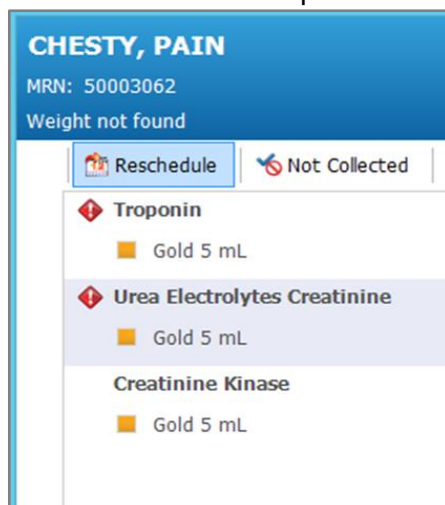 CHESTY, PAIN
MRN: 50003062
Weight not found
Reschedule Not Collected
Troponin
Gold 5 mL
Urea Electrolytes Creatinine
Gold 5 mL
Creatinine Kinase
Gold 5 mL